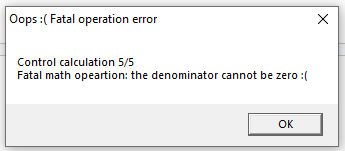 Oops :( Fatal operation error
Control calculation 5/5
Fatal math opeartion: the denominator cannot be zero :(
OK